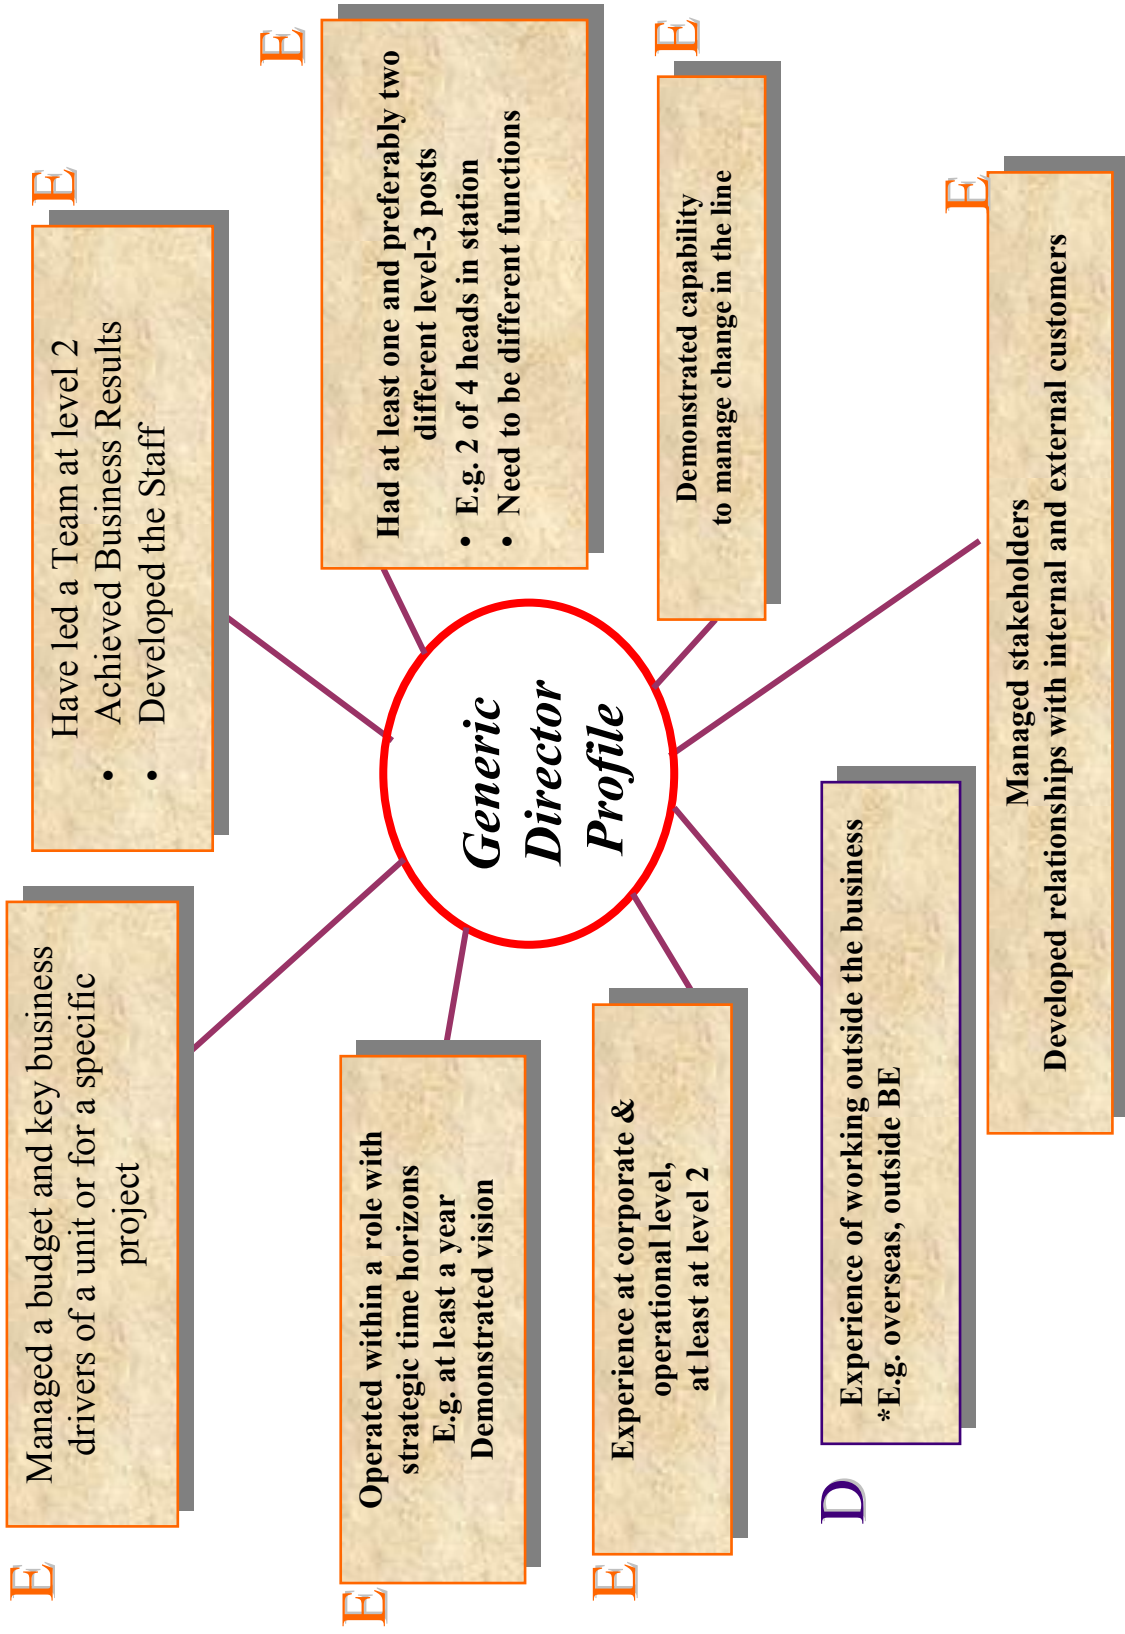 E
Managed a budget and key business
drivers of a unit or for a specific
project
Have led a Team at level 2
• Achieved Business Results
• Developed the Staff
E
E
Operated within a role with
strategic time horizons
E.g. at least a year
Demonstrated vision
Generic
Director
Profile
Had at least one and preferably two
different level-3 posts
• E.g. 2 of 4 heads in station
• Need to be different functions
E
E
Experience at corporate &
operational level,
at least at level 2
Demonstrated capability
to manage change in the line
E
D
Experience of working outside the business
*E.g. overseas, outside BE
Managed stakeholders
Developed relationships with internal and external customers
E